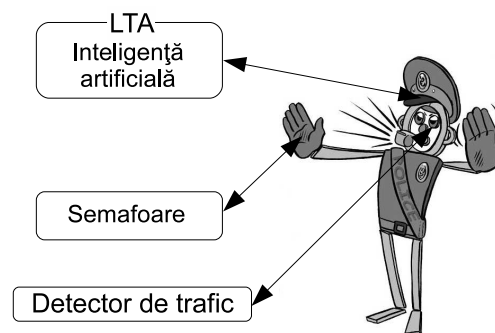 LTA
Inteligenţă
artificială
Semafoare
Detector de trafic
POLICE